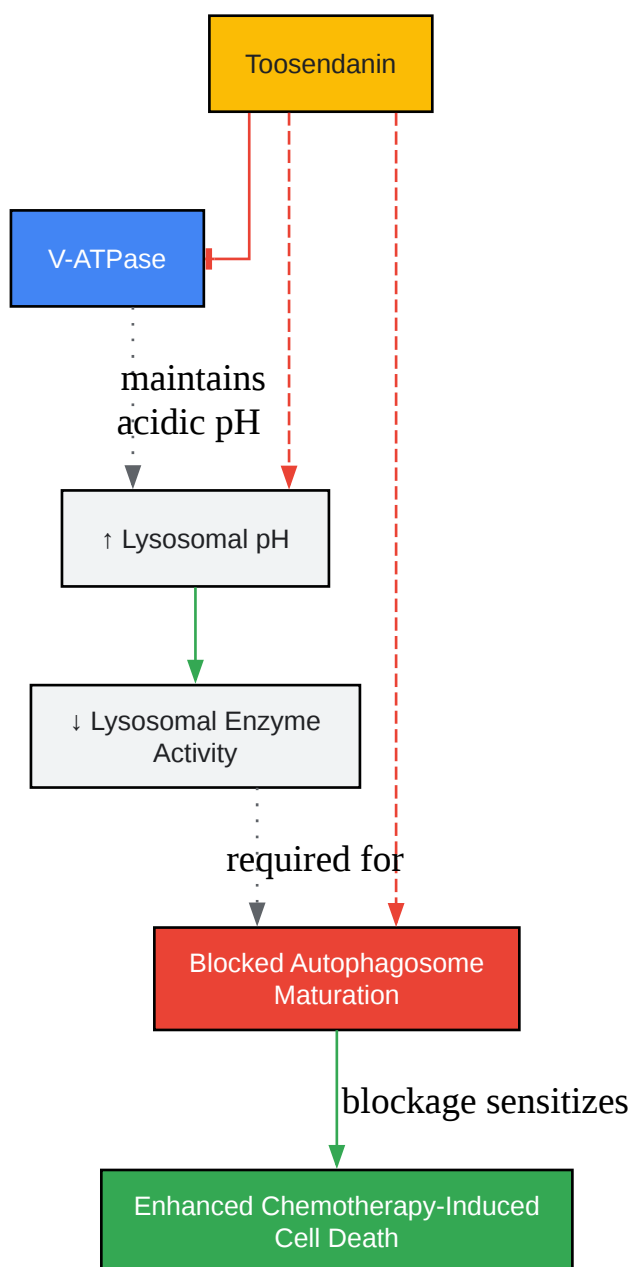 Toosendanin
V-ATPase
maintains
acidic pH
↑ Lysosomal pH
↓ Lysosomal Enzyme
Activity
required for
Blocked Autophagosome
Maturation
blockage sensitizes
Enhanced Chemotherapy-Induced
Cell Death